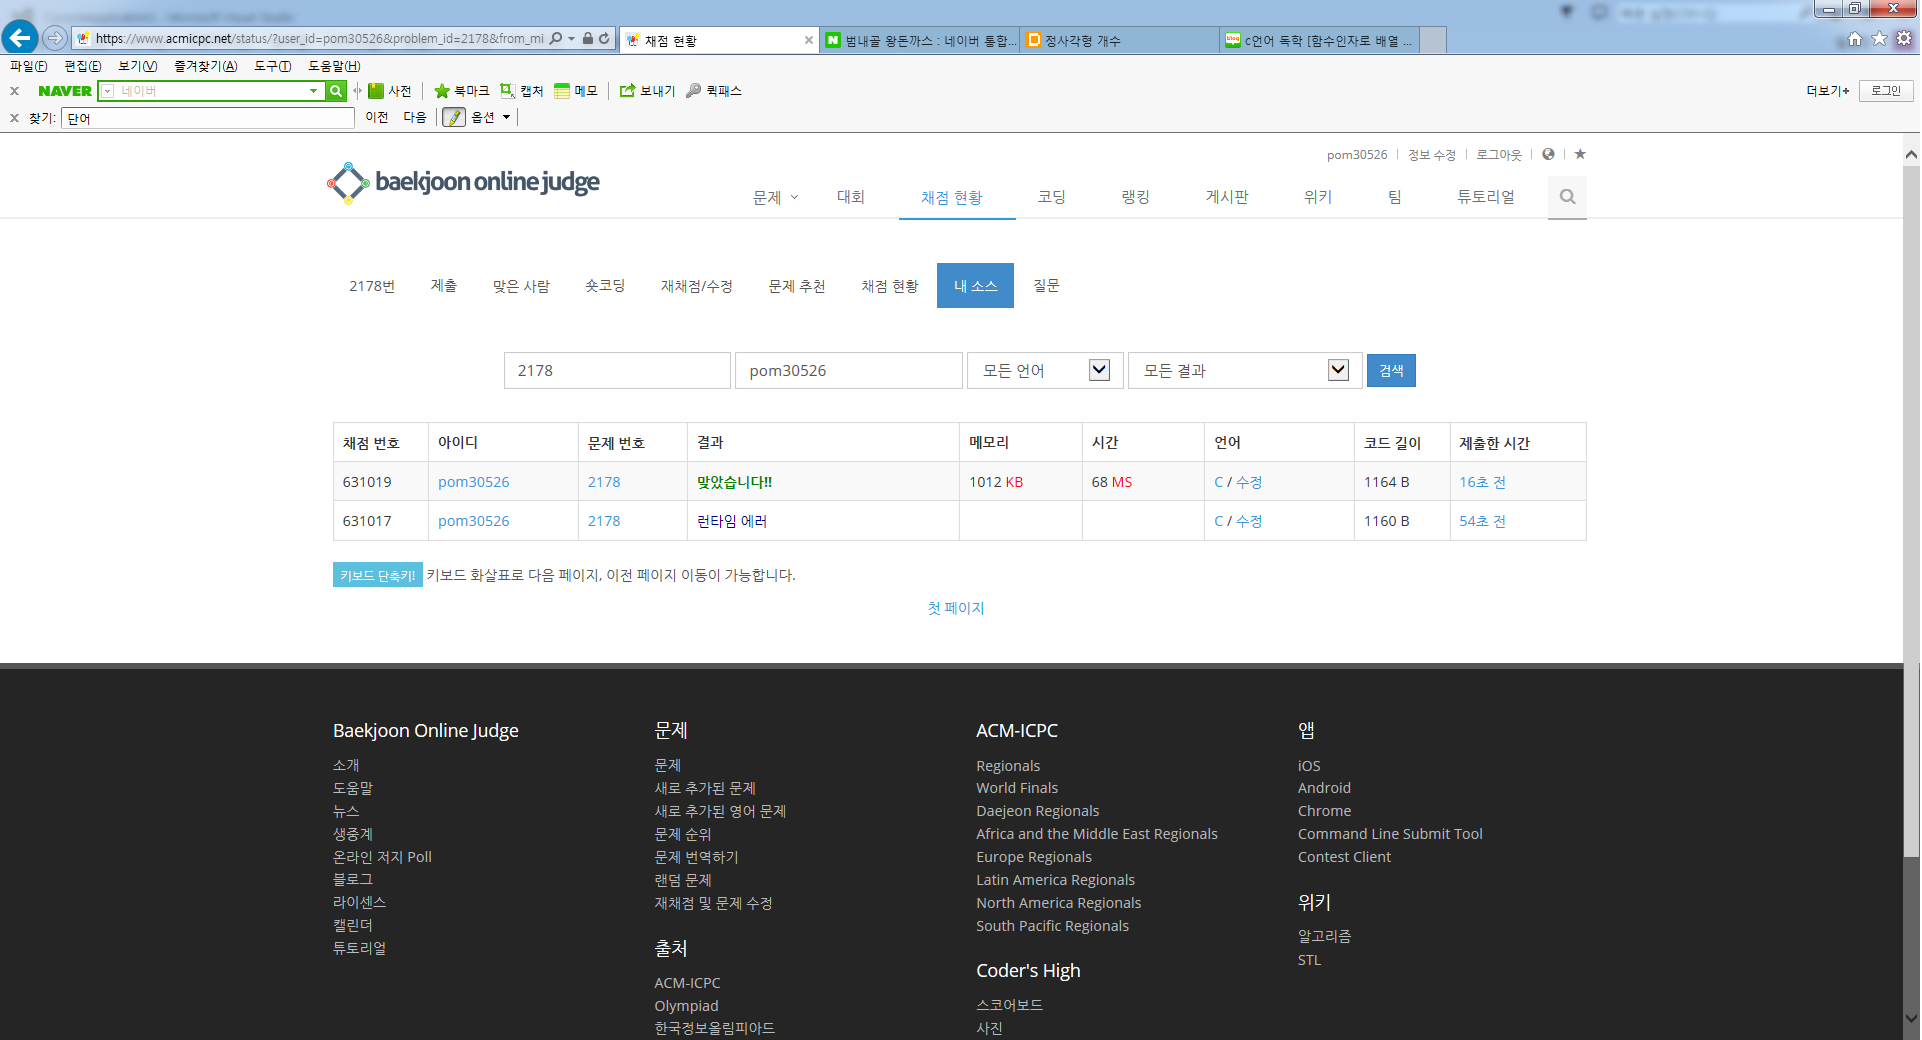 https://www.acmicpc.net/status/?user_id=pom30526&problem_id=2178&from_mi
채점 현황
범내골 왕돈까스 : 네이버 통합...
정사각형 개수
c언어 독학 [함수인자로 배열 ...
파일(F) 편집(E) 보기(V) 즐겨찾기(A) 도구(T) 도움말(H)
x NAVER 네이버 사전 북마크 캡처 메모 보내기 퀵패스 더보기+ 로그인
x 찾기: 단어 이전 다음 옵션
pom30526 정보 수정 로그아웃
baekjoon online judge
문제 대회 채점 현황 코딩 랭킹 게시판 위키 팀 튜토리얼
2178번 제출 맞은 사람 숏코딩 재채점/수정 문제 추천 채점 현황 내 소스 질문
2178 pom30526 모든 언어 모든 결과 검색
채점 번호 아이디 문제 번호 결과 메모리 시간 언어 코드 길이 제출한 시간
631019 pom30526 2178 맞았습니다!! 1012 KB 68 MS C / 수정 1164 B 16초 전
631017 pom30526 2178 런타임 에러 C / 수정 1160 B 54초 전
키보드 단축키! 키보드 화살표로 다음 페이지, 이전 페이지 이동이 가능합니다.
첫 페이지
Baekjoon Online Judge
소개
도움말
뉴스
생중계
온라인 저지 Poll
블로그
라이센스
캘린더
튜토리얼
문제
문제
새로 추가된 문제
새로 추가된 영어 문제
문제 순위
문제 번역하기
랜덤 문제
재채점 및 문제 수정
출처
ACM-ICPC
Olympiad
한국정보올림피아드
ACM-ICPC
Regionals
World Finals
Daejeon Regionals
Africa and the Middle East Regionals
Europe Regionals
Latin America Regionals
North America Regionals
South Pacific Regionals
Coder's High
스코어보드
사진
앱
iOS
Android
Chrome
Command Line Submit Tool
Contest Client
위키
알고리즘
STL